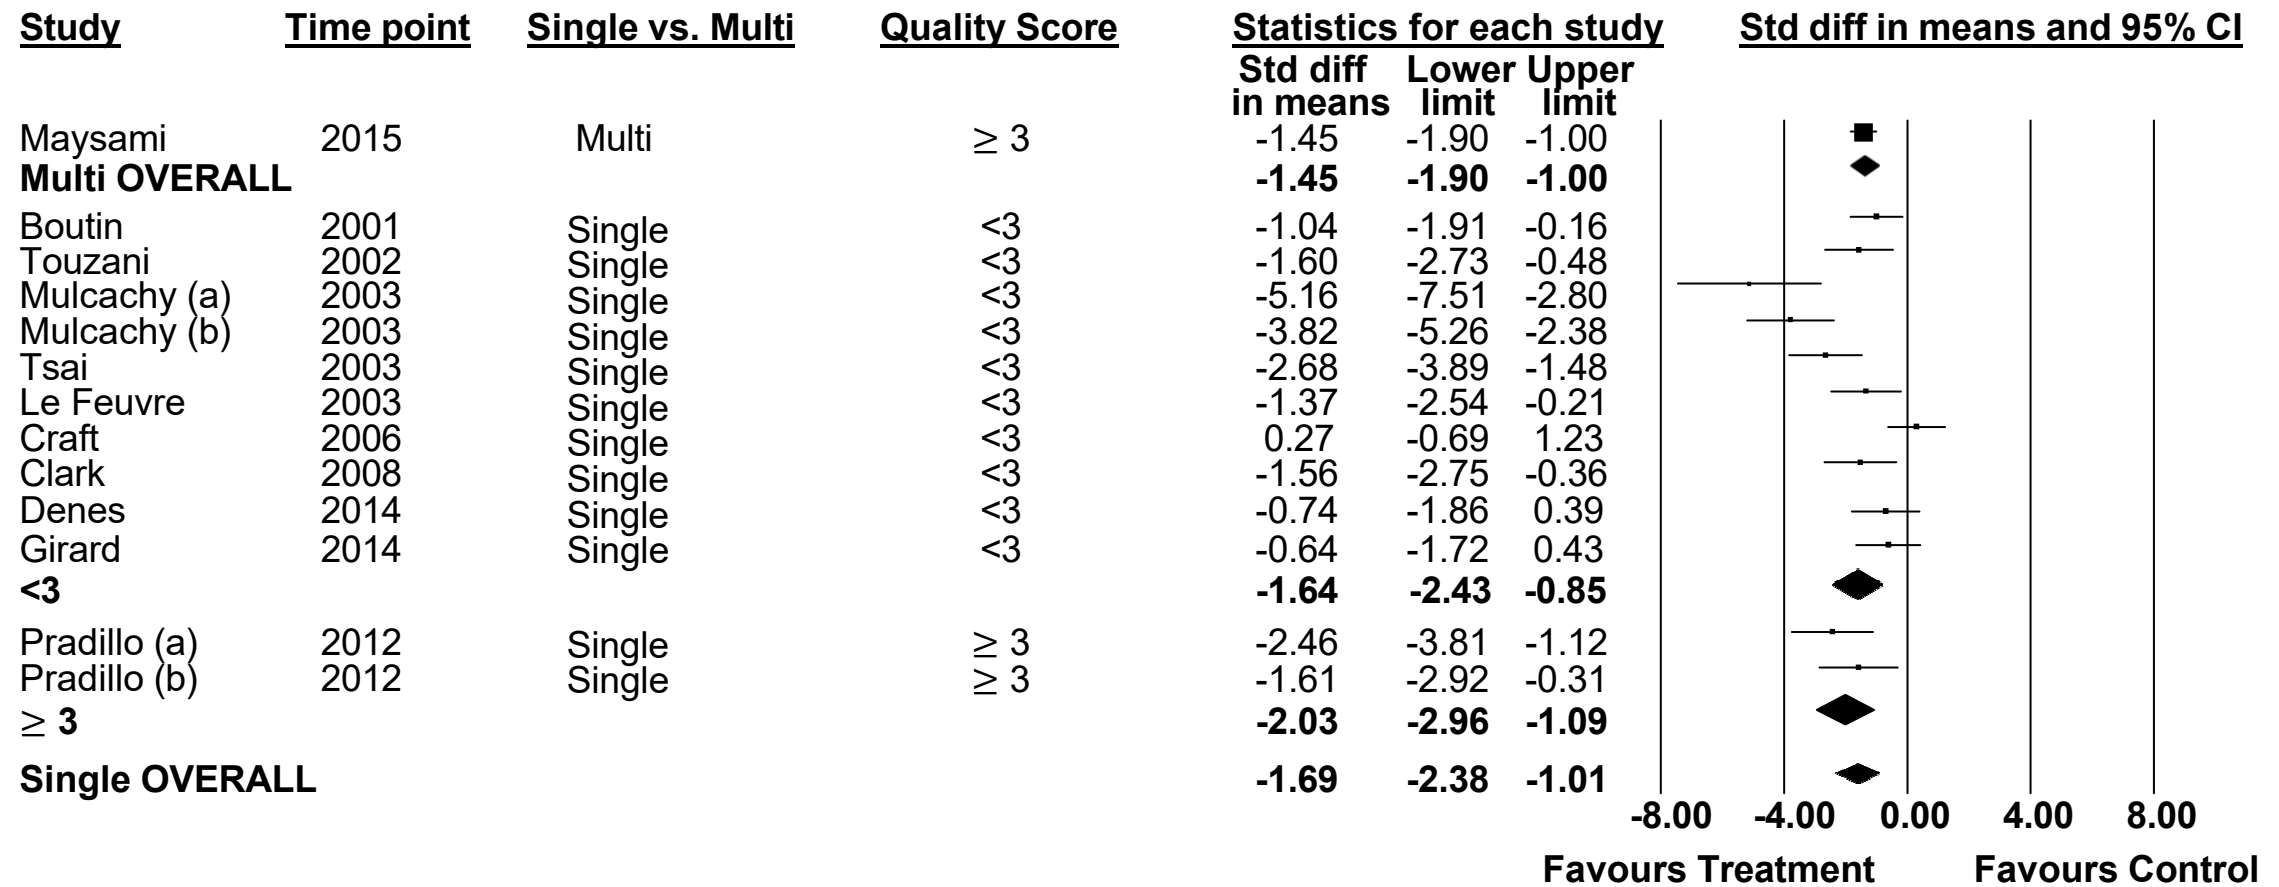 Study Time point Single vs. Multi Quality Score Statistics for each study Std diff in means and 95% CI
Std diff Lower Upper
in means limit limit
Maysami 2015 Multi ≥ 3 -1.45 -1.90 -1.00
Multi OVERALL -1.45 -1.90 -1.00
Boutin 2001 Single <3 -1.04 -1.91 -0.16
Touzani 2002 Single <3 -1.60 -2.73 -0.48
Mulcachy (a) 2003 Single <3 -5.16 -7.51 -2.80
Mulcachy (b) 2003 Single <3 -3.82 -5.26 -2.38
Tsai 2003 Single <3 -2.68 -3.89 -1.48
Le Feuvre 2003 Single <3 -1.37 -2.54 -0.21
Craft 2006 Single <3 0.27 -0.69 1.23
Clark 2008 Single <3 -1.56 -2.75 -0.36
Denes 2014 Single <3 -0.74 -1.86 0.39
Girard 2014 Single <3 -0.64 -1.72 0.43
<3 -1.64 -2.43 -0.85
Pradillo (a) 2012 Single ≥ 3 -2.46 -3.81 -1.12
Pradillo (b) 2012 Single ≥ 3 -1.61 -2.92 -0.31
≥ 3 -2.03 -2.96 -1.09
Single OVERALL -1.69 -2.38 -1.01
-8.00 -4.00 0.00 4.00 8.00
Favours Treatment Favours Control